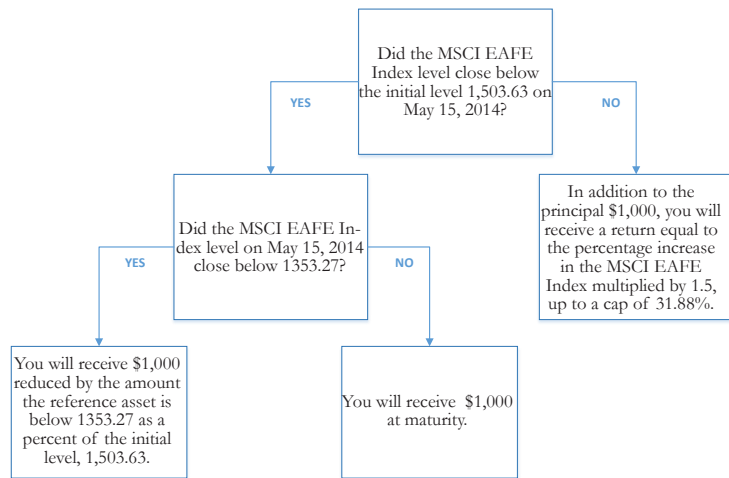 Did the MSCI EAFE
Index level close below
the initial level 1,503.63 on
May 15, 2014?
YES
NO
Did the MSCI EAFE In-
dex level on May 15, 2014
close below 1353.27?
In addition to the
principal $1,000, you will
receive a return equal to
the percentage increase
in the MSCI EAFE
Index multiplied by 1.5,
up to a cap of 31.88%.
YES
NO
You will receive $1,000
reduced by the amount
the reference asset is
below 1353.27 as a
percent of the initial
level, 1,503.63.
You will receive $1,000
at maturity.